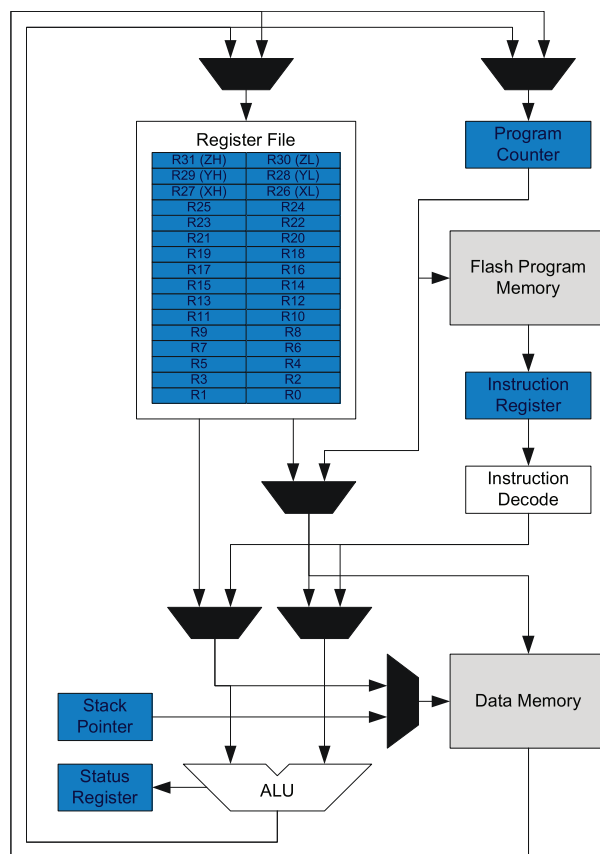 Program
Counter
Register File
R31 (ZH) R30 (ZL)
R29 (YH) R28 (YL)
R27 (XH) R26 (XL)
R25 R24
R23 R22
R21 R20
R19 R18
R17 R16
R15 R14
R13 R12
R11 R10
R9 R8
R7 R6
R5 R4
R3 R2
R1 R0
Flash Program
Memory
Instruction
Register
Instruction
Decode
Stack
Pointer
Data Memory
Status
Register
ALU